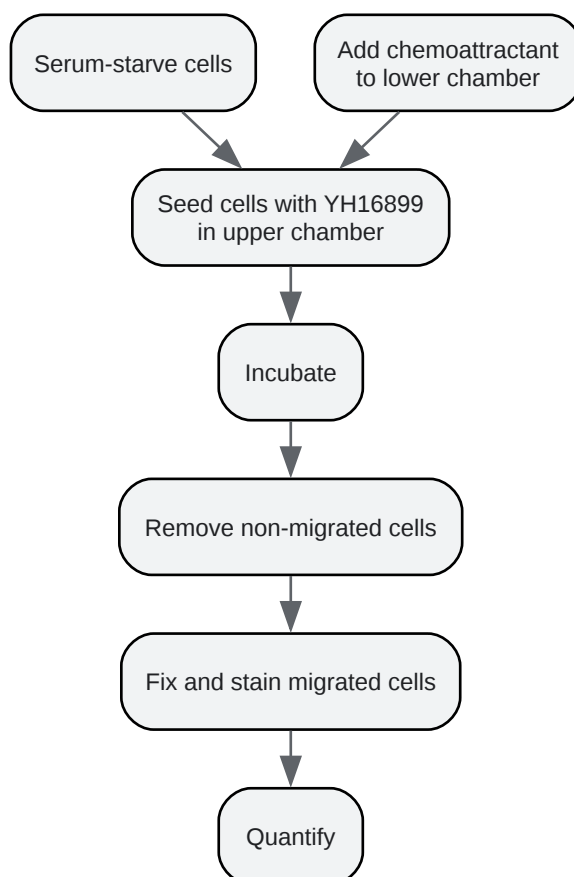 Serum-starve cells
Add chemoattractant
to lower chamber
Seed cells with YH16899
in upper chamber
Incubate
Remove non-migrated cells
Fix and stain migrated cells
Quantify